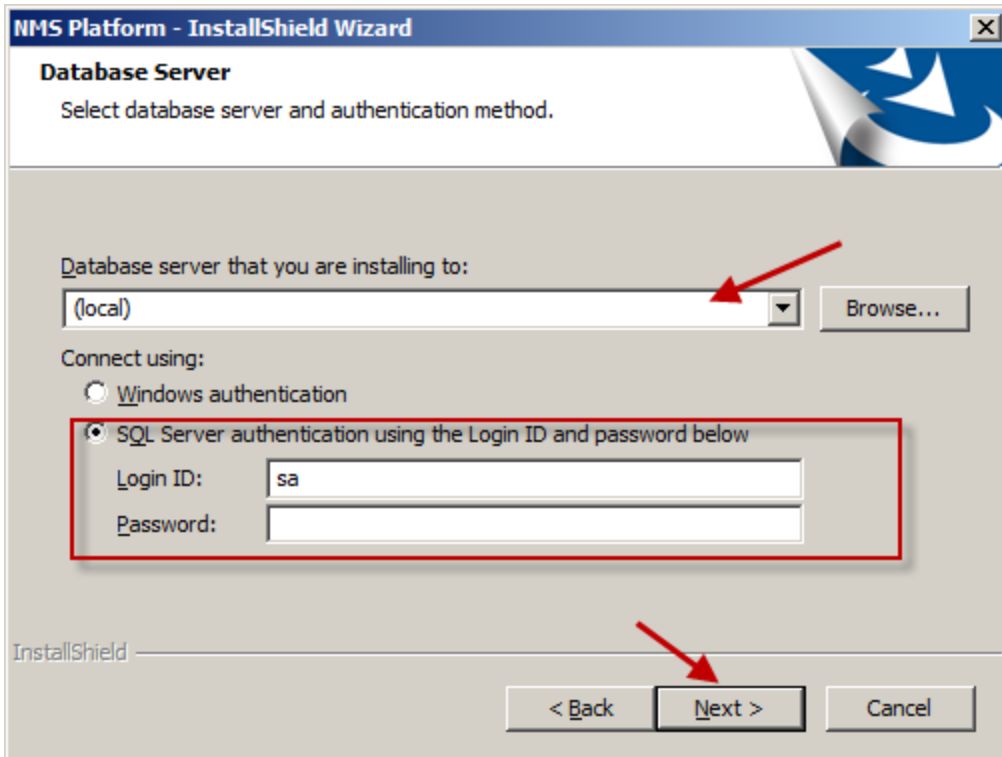 NMS Platform - InstallShield Wizard
Database Server
Select database server and authentication method.
Database server that you are installing to:
(local)
Browse...
Connect using:
Windows authentication
SQL Server authentication using the Login ID and password below
Login ID:
sa
Password:
InstallShield
< Back
Next >
Cancel